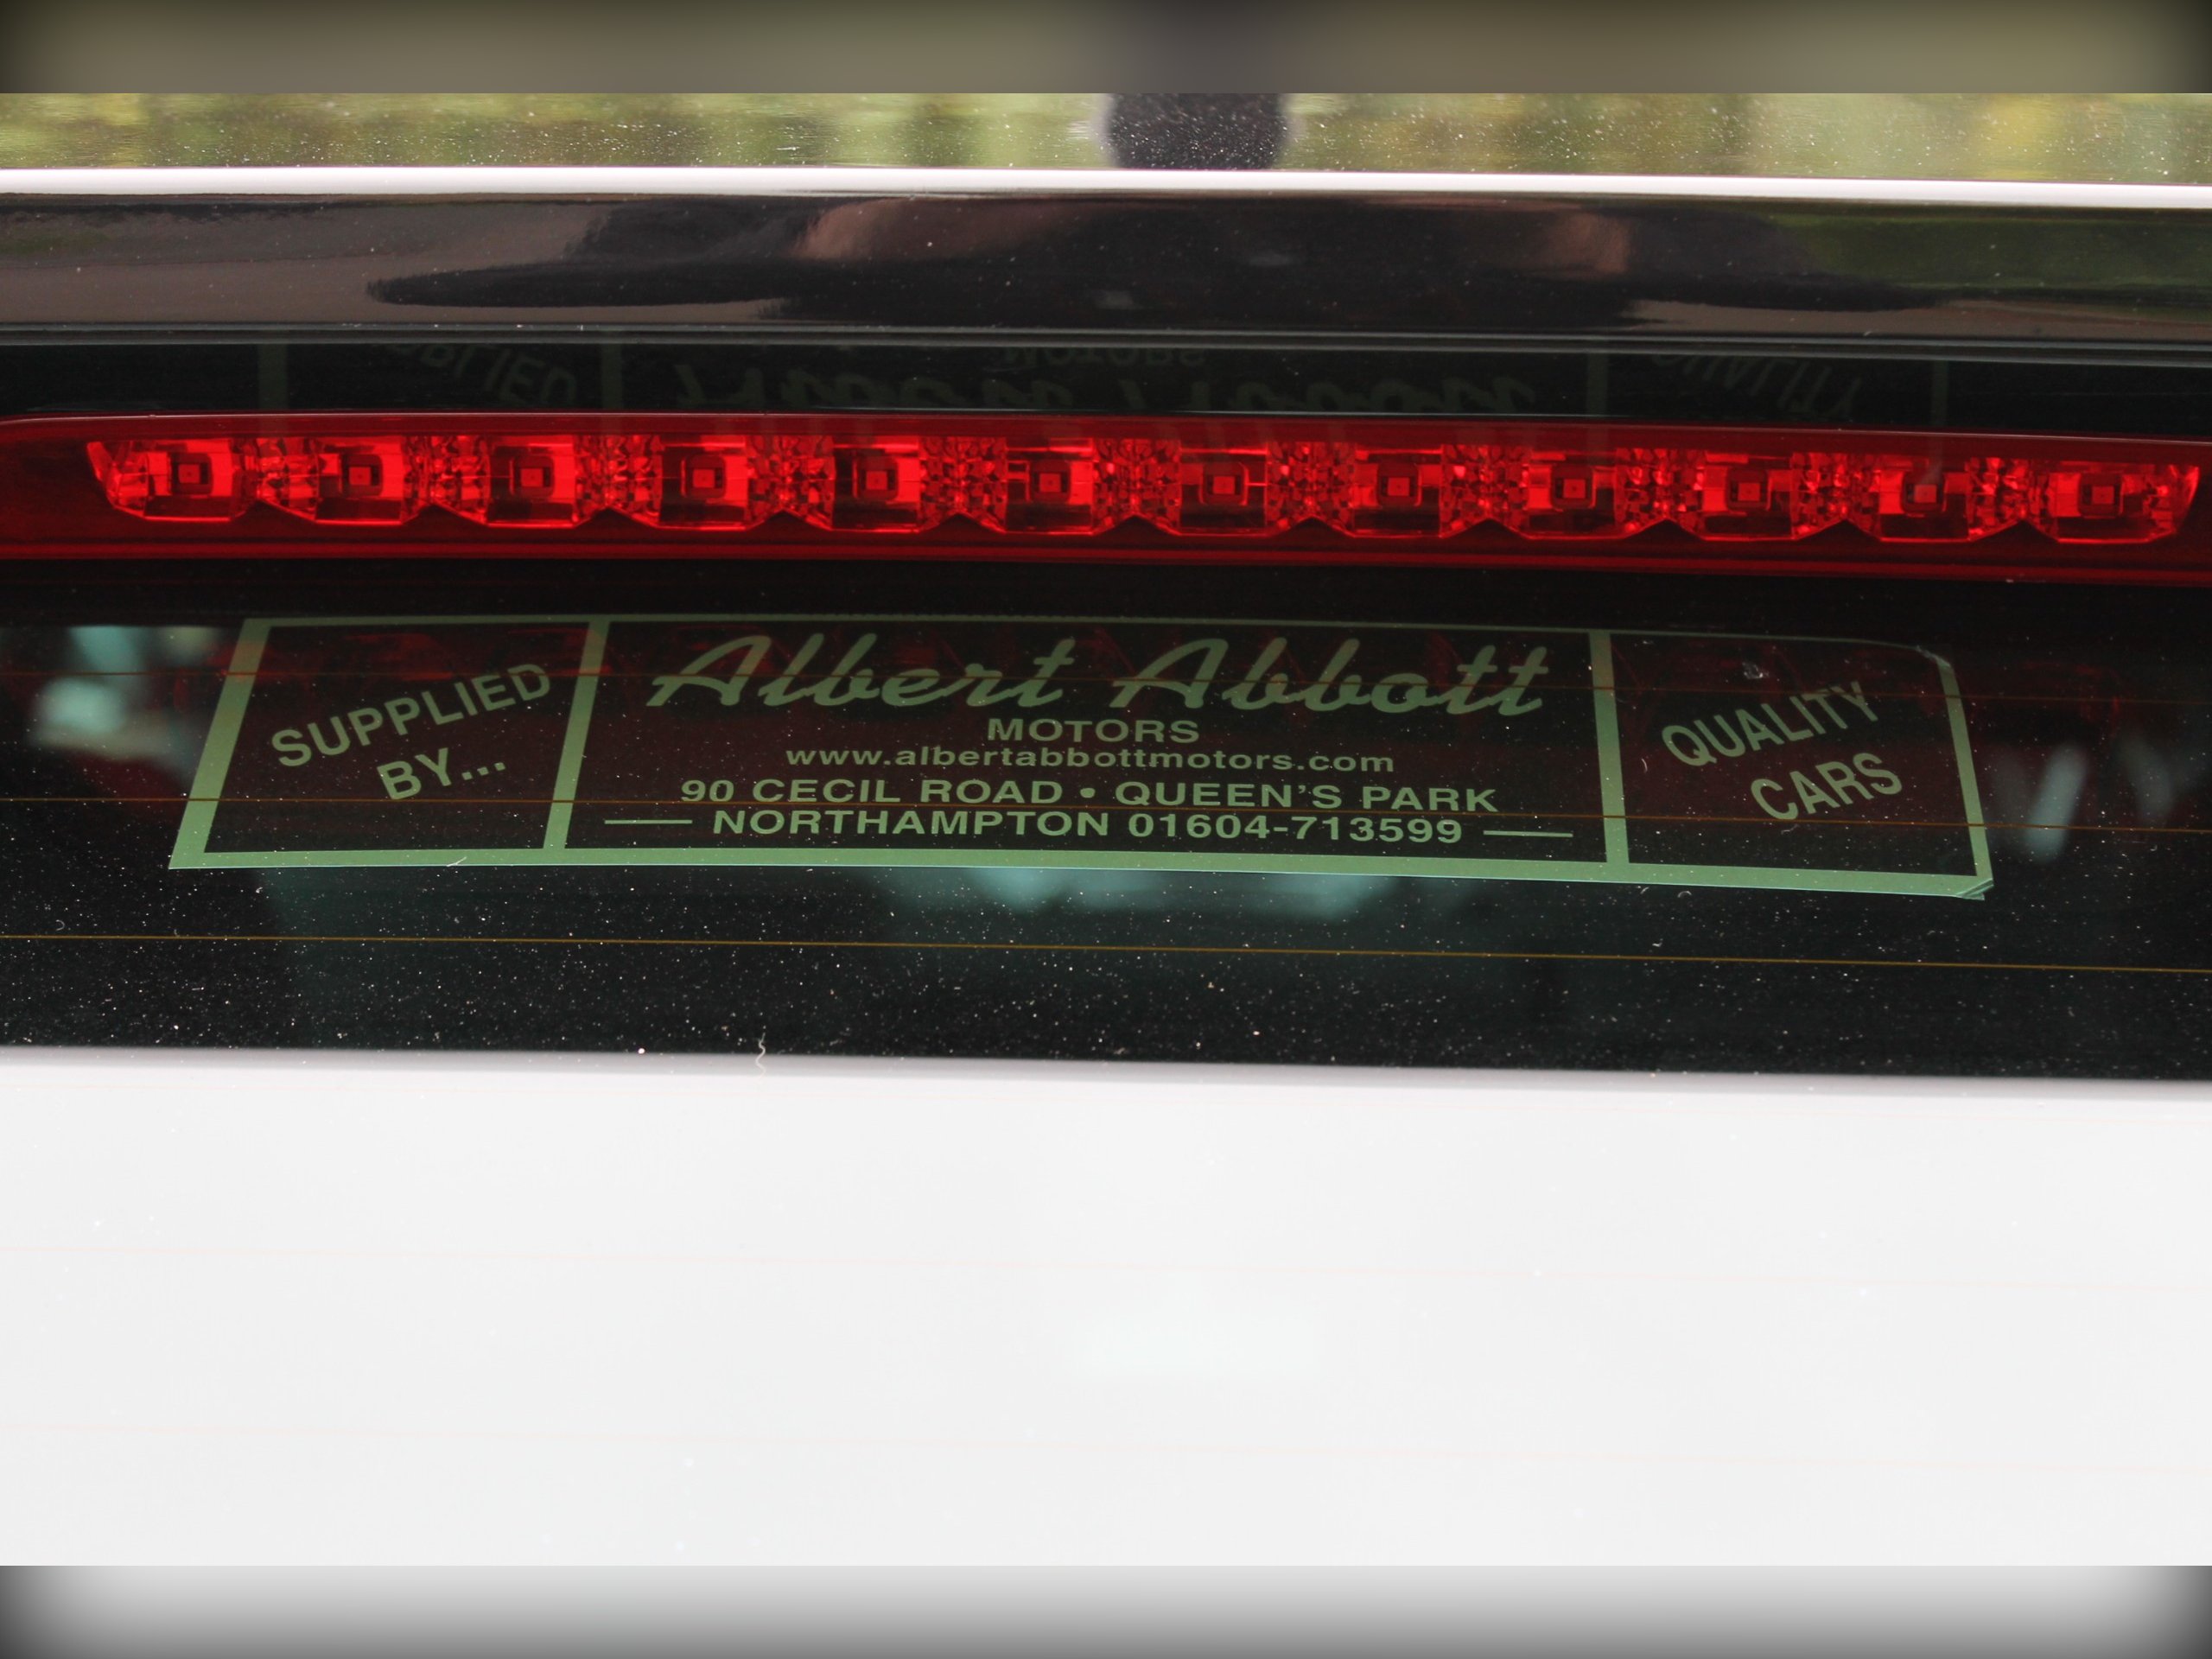 SUPPLIED
BY...
Albert Abbott
MOTORS
www.albertabbottmotors.com
90 CECIL ROAD • QUEEN'S PARK
NORTHAMPTON 01604-713599
QUALITY
CARS